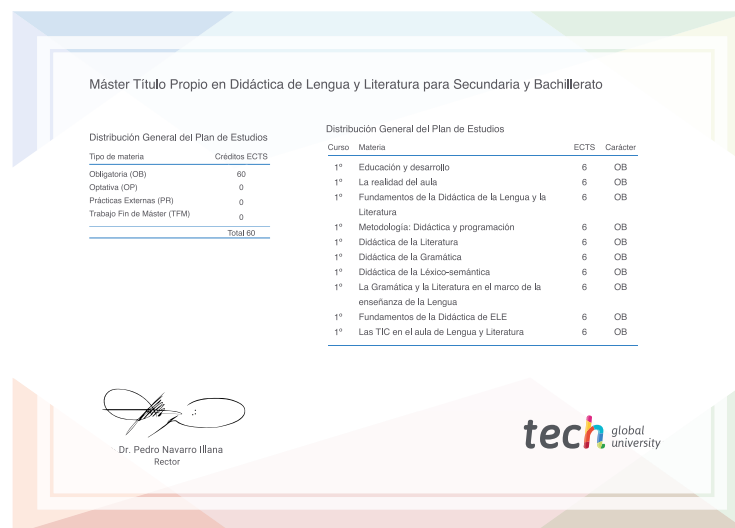 Máster Título Propio en Didáctica de Lengua y Literatura para Secundaria y Bachillerato
Distribución General del Plan de Estudios
Tipo de materia Créditos ECTS
Obligatoria (OB) 60
Optativa (OP) 0
Prácticas Externas (PR) 0
Trabajo Fin de Máster (TFM) 0
Total 60
Distribución General del Plan de Estudios
Curso Materia ECTS Carácter
1º Educación y desarrollo 6 OB
1º La realidad del aula 6 OB
1º Fundamentos de la Didáctica de la Lengua y la 6 OB
Literatura
1º Metodología: Didáctica y programación 6 OB
1º Didáctica de la Literatura 6 OB
1º Didáctica de la Gramática 6 OB
1º Didáctica de la Léxico-semántica 6 OB
1º La Gramática y la Literatura en el marco de la 6 OB
enseñanza de la Lengua
1º Fundamentos de la Didáctica de ELE 6 OB
1º Las TIC en el aula de Lengua y Literatura 6 OB
Dr. Pedro Navarro Illana
Rector
tech global
university